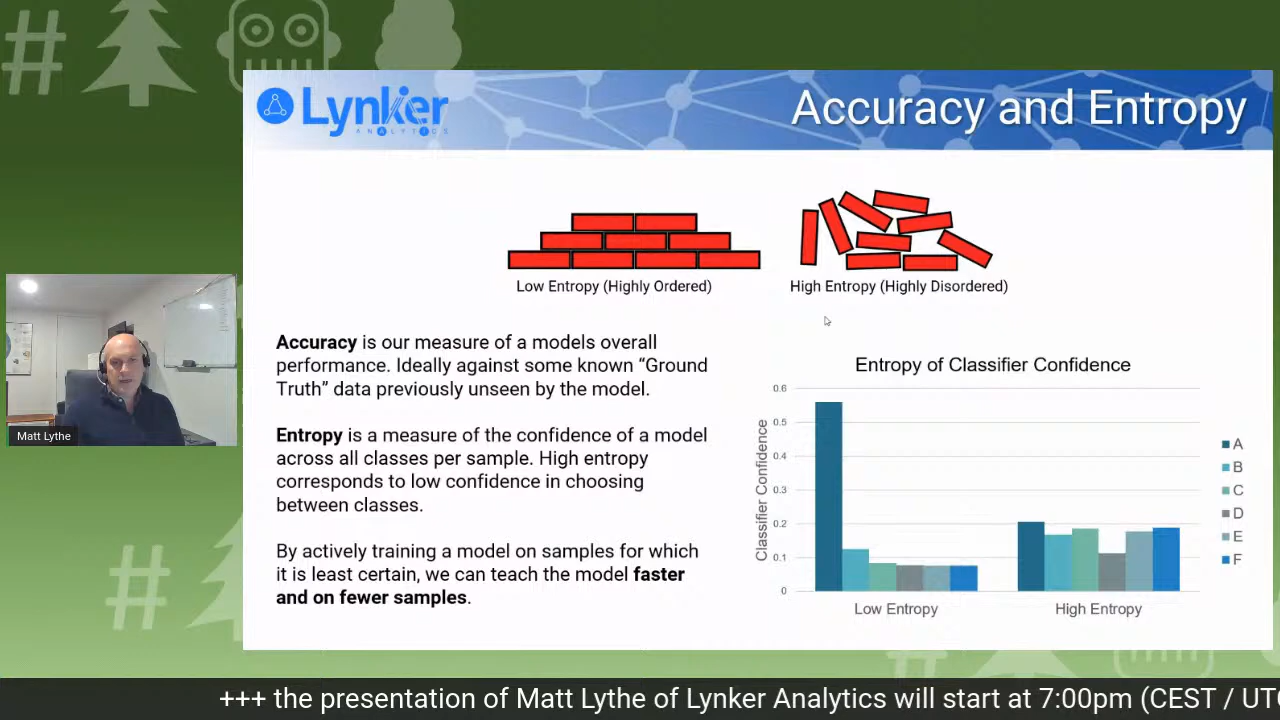 Lynker
ANALYTICS
Accuracy and Entropy
Low Entropy (Highly Ordered)
High Entropy (Highly Disordered)
Accuracy is our measure of a models overall
performance. Ideally against some known “Ground
Truth” data previously unseen by the model.
Entropy is a measure of the confidence of a model
across all classes per sample. High entropy
corresponds to low confidence in choosing
between classes.
By actively training a model on samples for which
it is least certain, we can teach the model faster
and on fewer samples.
Entropy of Classifier Confidence
Classifier Confidence
0.6
0.5
0.4
0.3
0.2
0.1
0
Low Entropy
High Entropy
A
B
C
D
E
F
Matt Lythe
+++ the presentation of Matt Lythe of Lynker Analytics will start at 7:00pm (CEST / UTC